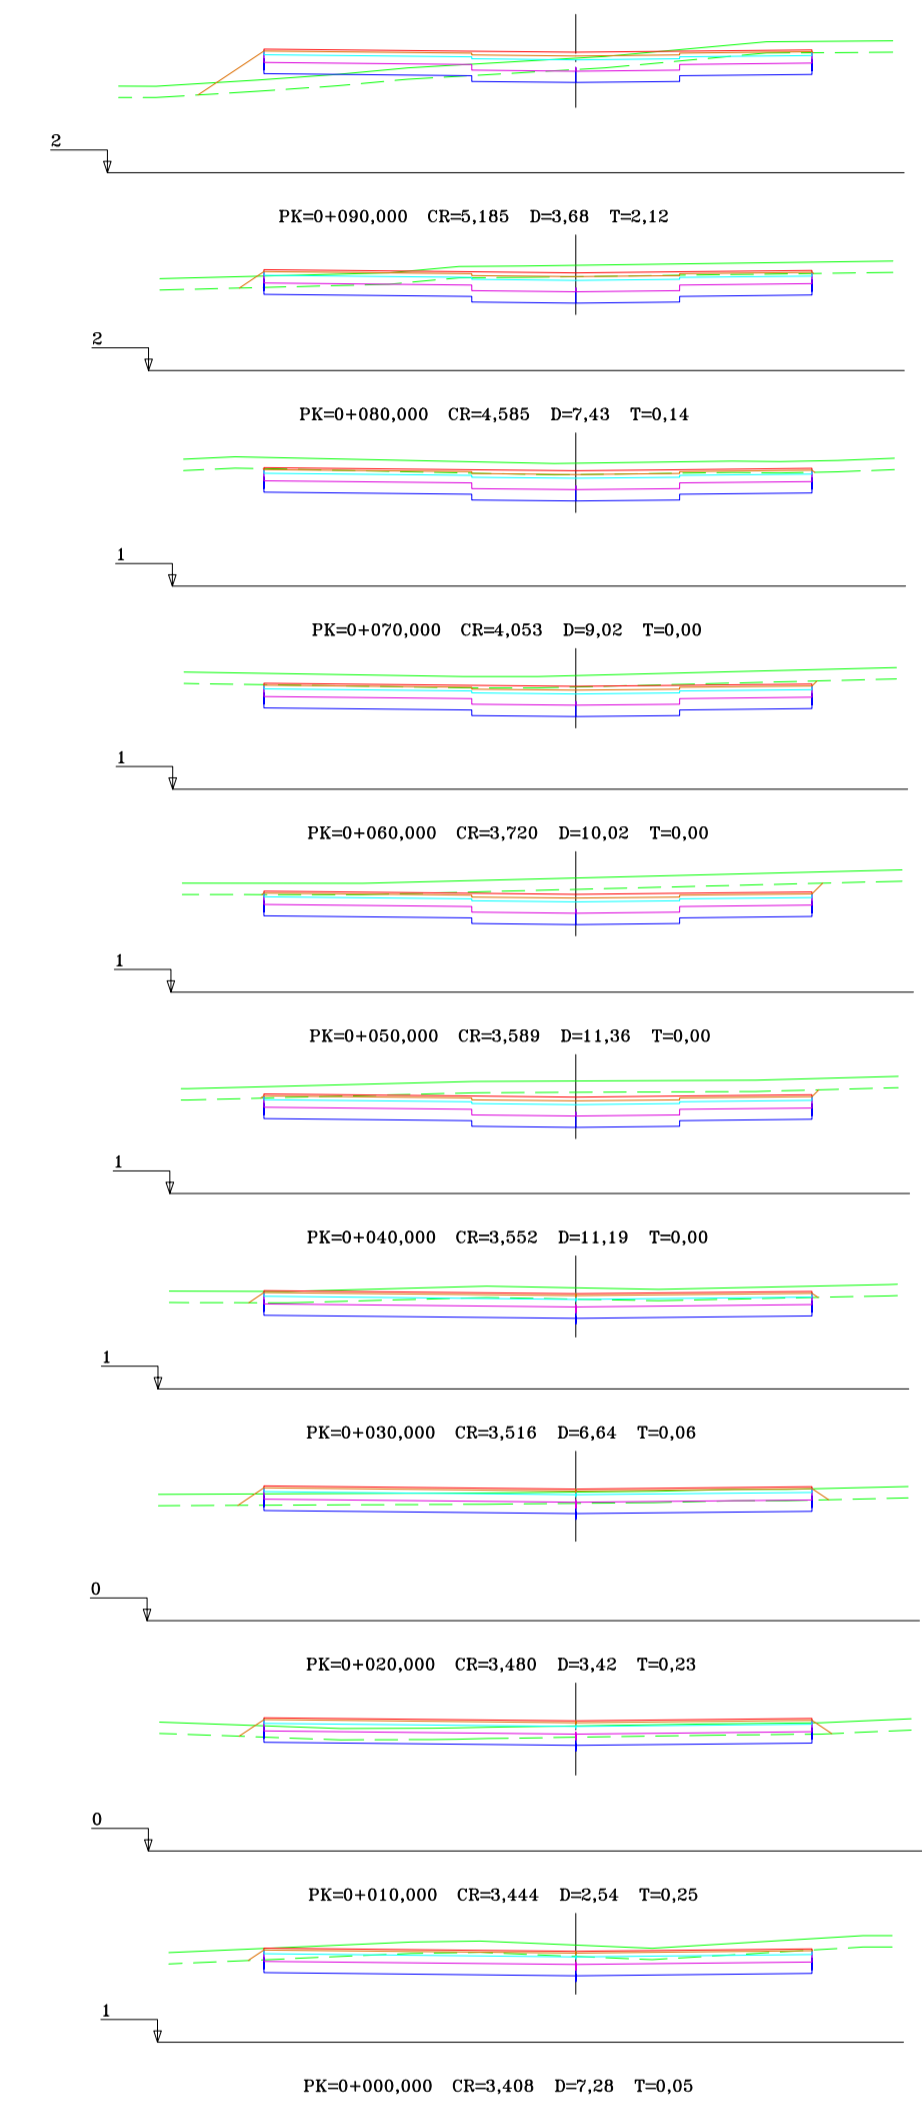 2
PK=0+090,000 CR=5,185 D=3,68 T=2,12
2
PK=0+080,000 CR=4,585 D=7,43 T=0,14
1
PK=0+070,000 CR=4,053 D=9,02 T=0,00
1
PK=0+060,000 CR=3,720 D=10,02 T=0,00
1
PK=0+050,000 CR=3,589 D=11,36 T=0,00
1
PK=0+040,000 CR=3,552 D=11,19 T=0,00
1
PK=0+030,000 CR=3,516 D=6,64 T=0,06
0
PK=0+020,000 CR=3,480 D=3,42 T=0,23
0
PK=0+010,000 CR=3,444 D=2,54 T=0,25
1
PK=0+000,000 CR=3,408 D=7,28 T=0,05